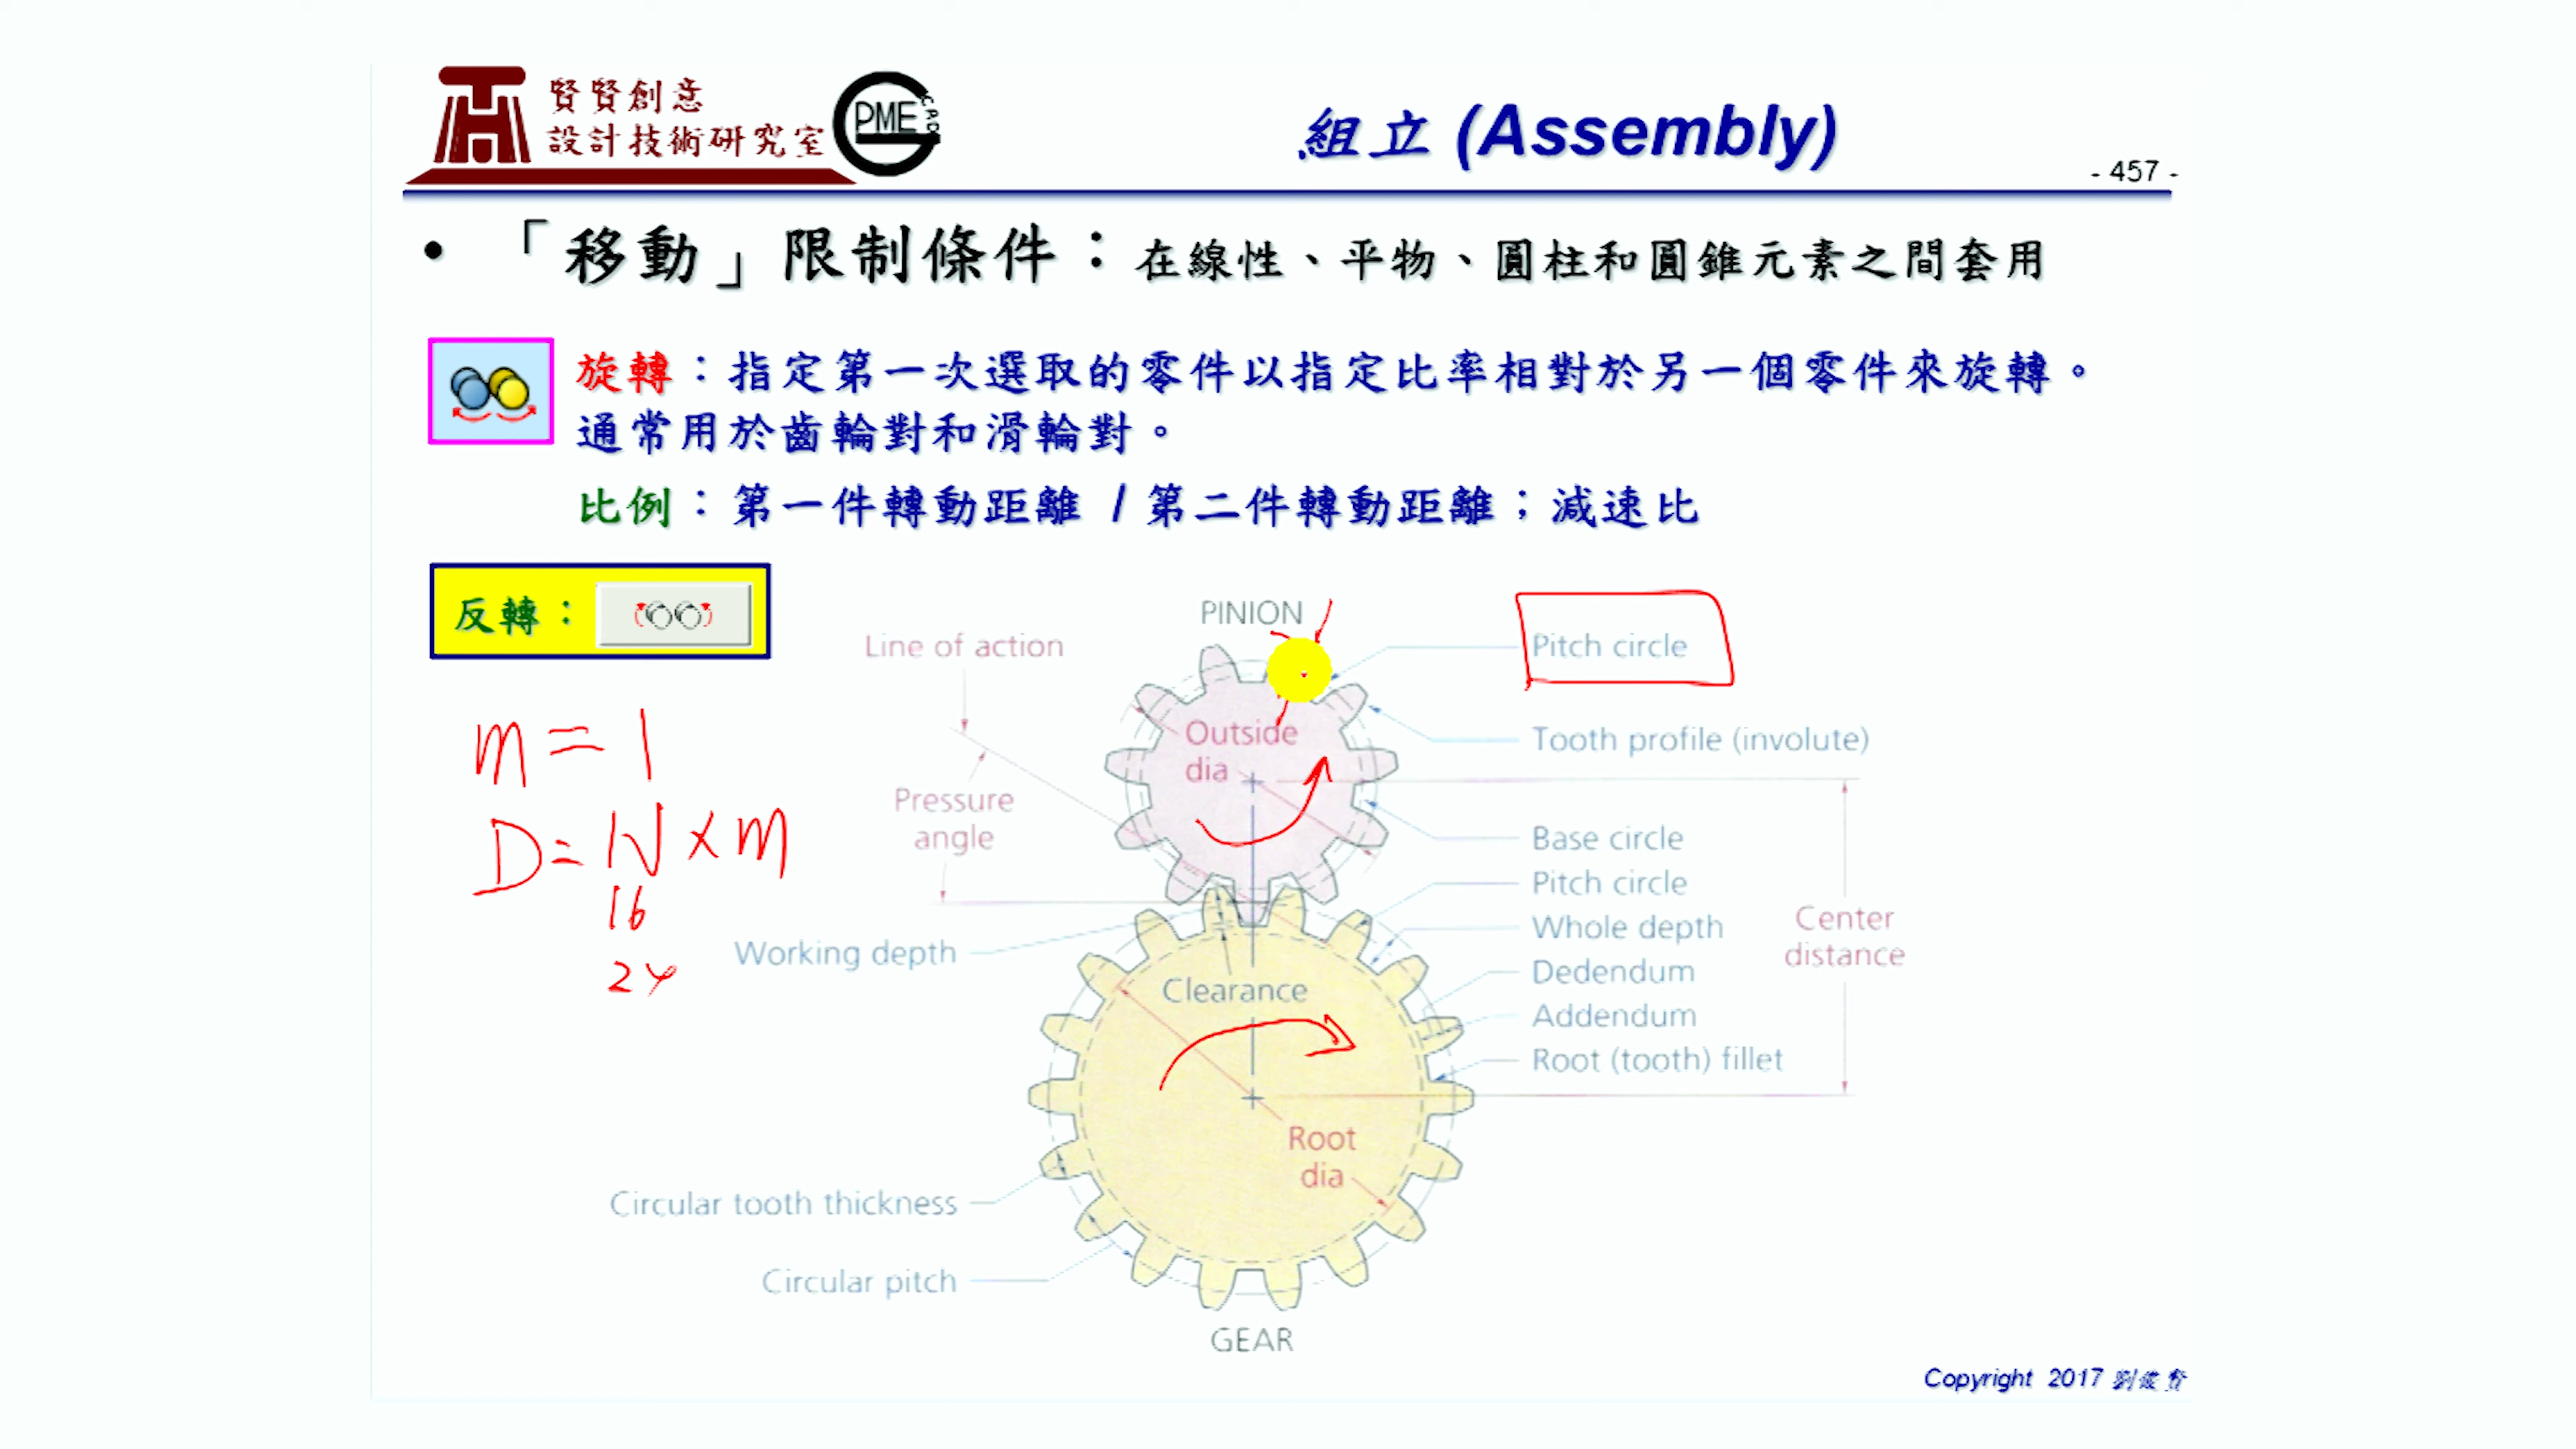 賢賢創意
設計技術研究室
PME
CAD
組立 (Assembly)
- 457 -
• 「移動」限制條件：在線性、平物、圓柱和圓錐元素之間套用
旋轉：指定第一次選取的零件以指定比率相對於另一個零件來旋轉。
通常用於齒輪對和滑輪對。
比例：第一件轉動距離 / 第二件轉動距離；減速比
反轉：
PINION
Line of action
Pitch circle
Outside
dia
Tooth profile (involute)
m = 1
Pressure
angle
D = N × m
16
24
Base circle
Pitch circle
Whole depth
Center
distance
Working depth
Dedendum
Clearance
Addendum
Root (tooth) fillet
Root
dia
Circular tooth thickness
Circular pitch
GEAR
Copyright 2017 劉俊賢